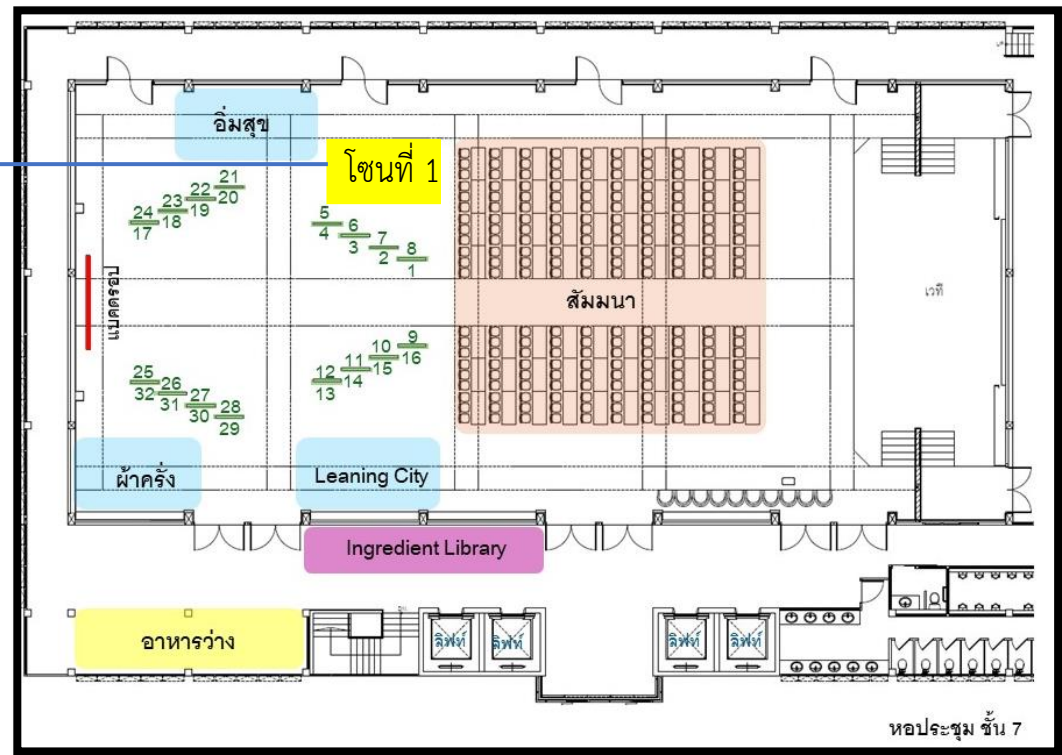 อิ่มสุข
โซนที่ 1
21
22 20
23 19
24 18
17
5
4 6
3 7
2 8
1
แบคดรอป
สัมมนา
เวที
9
10 16
11 15
12 14
13
25
32 26
31 27
30 28
29
ผ้าครั่ง
Leaning City
Ingredient Library
อาหารว่าง
ลิฟท์ ลิฟท์ ลิฟท์ ลิฟท์
หอประชุม ชั้น 7